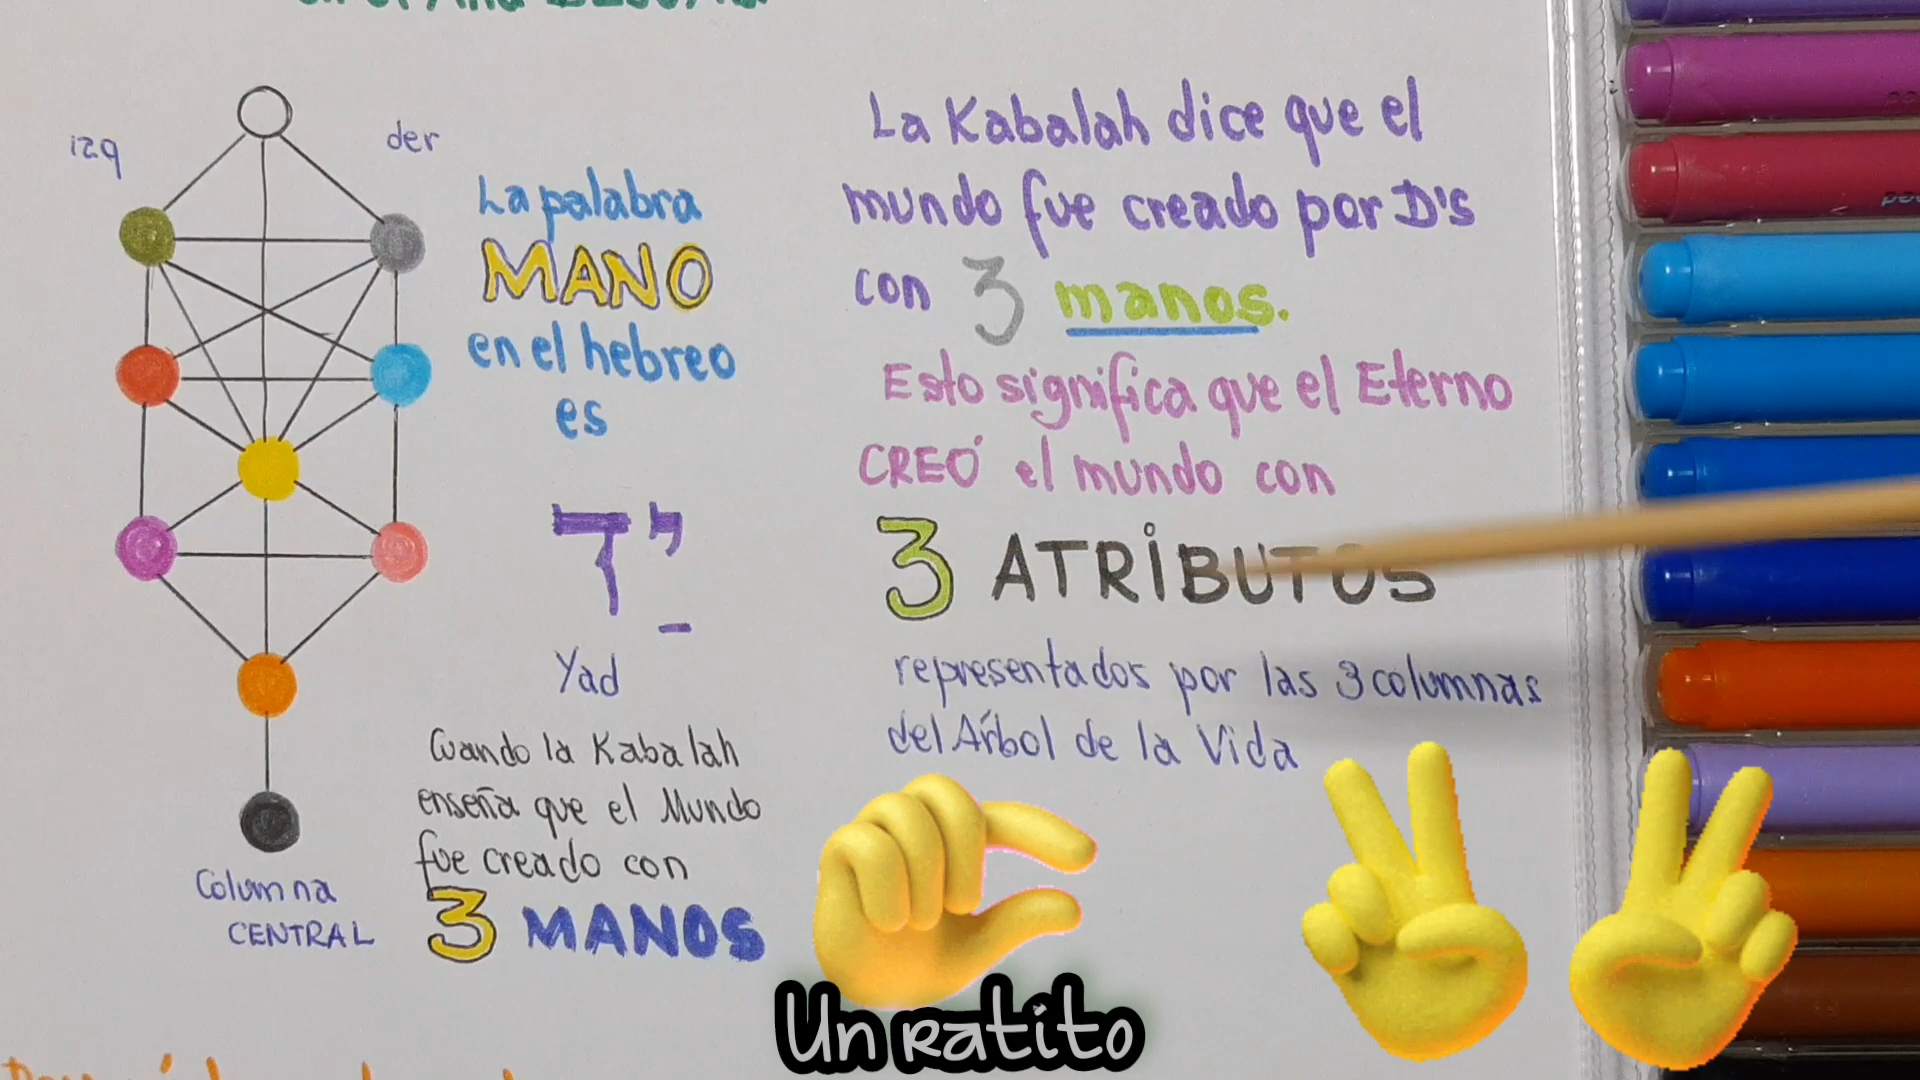 izq
der
La palabra
MANO
en el hebreo
es
יד
Yad
Cuando la Kabalah
enseña que el Mundo
fue creado con
3 MANOS
Columna
CENTRAL
La Kabalah dice que el
mundo fue creado por D's
con 3 manos.
Esto significa que el Eterno
CREÓ el mundo con
3 ATRIBUTOS
representados por las 3 columnas
del Árbol de la Vida
Un ratito